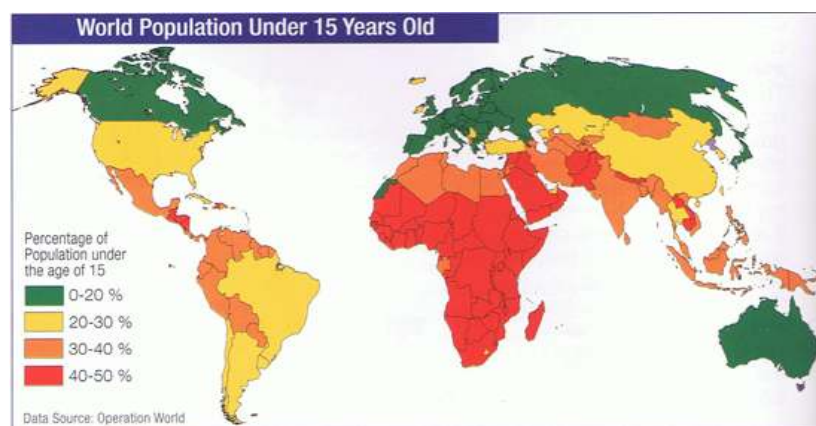 World Population Under 15 Years Old
Percentage of
Population under
the age of 15
0-20 %
20-30 %
30-40 %
40-50 %
Data Source: Operation World